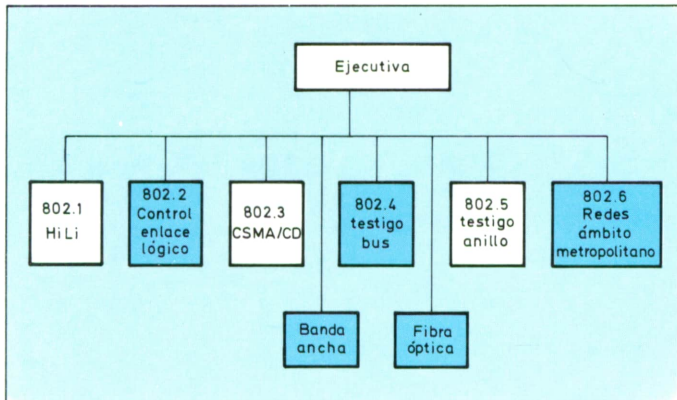 Ejecutiva
802.1
HiLi
802.2
Control
enlace
lógico
802.3
CSMA/CD
802.4
testigo
bus
802.5
testigo
anillo
802.6
Redes
ámbito
metropolitano
Banda
ancha
Fibra
óptica